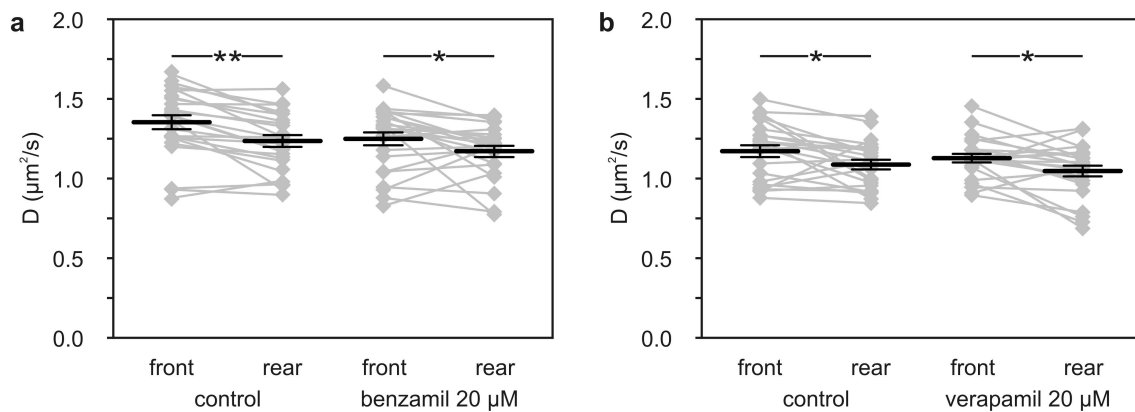 a
b
2.0
1.5
1.0
0.5
0.0
D (μm²/s)
**
*
front rear front rear
control benzamil 20 μM
2.0
1.5
1.0
0.5
0.0
D (μm²/s)
*
*
front rear front rear
control verapamil 20 μM